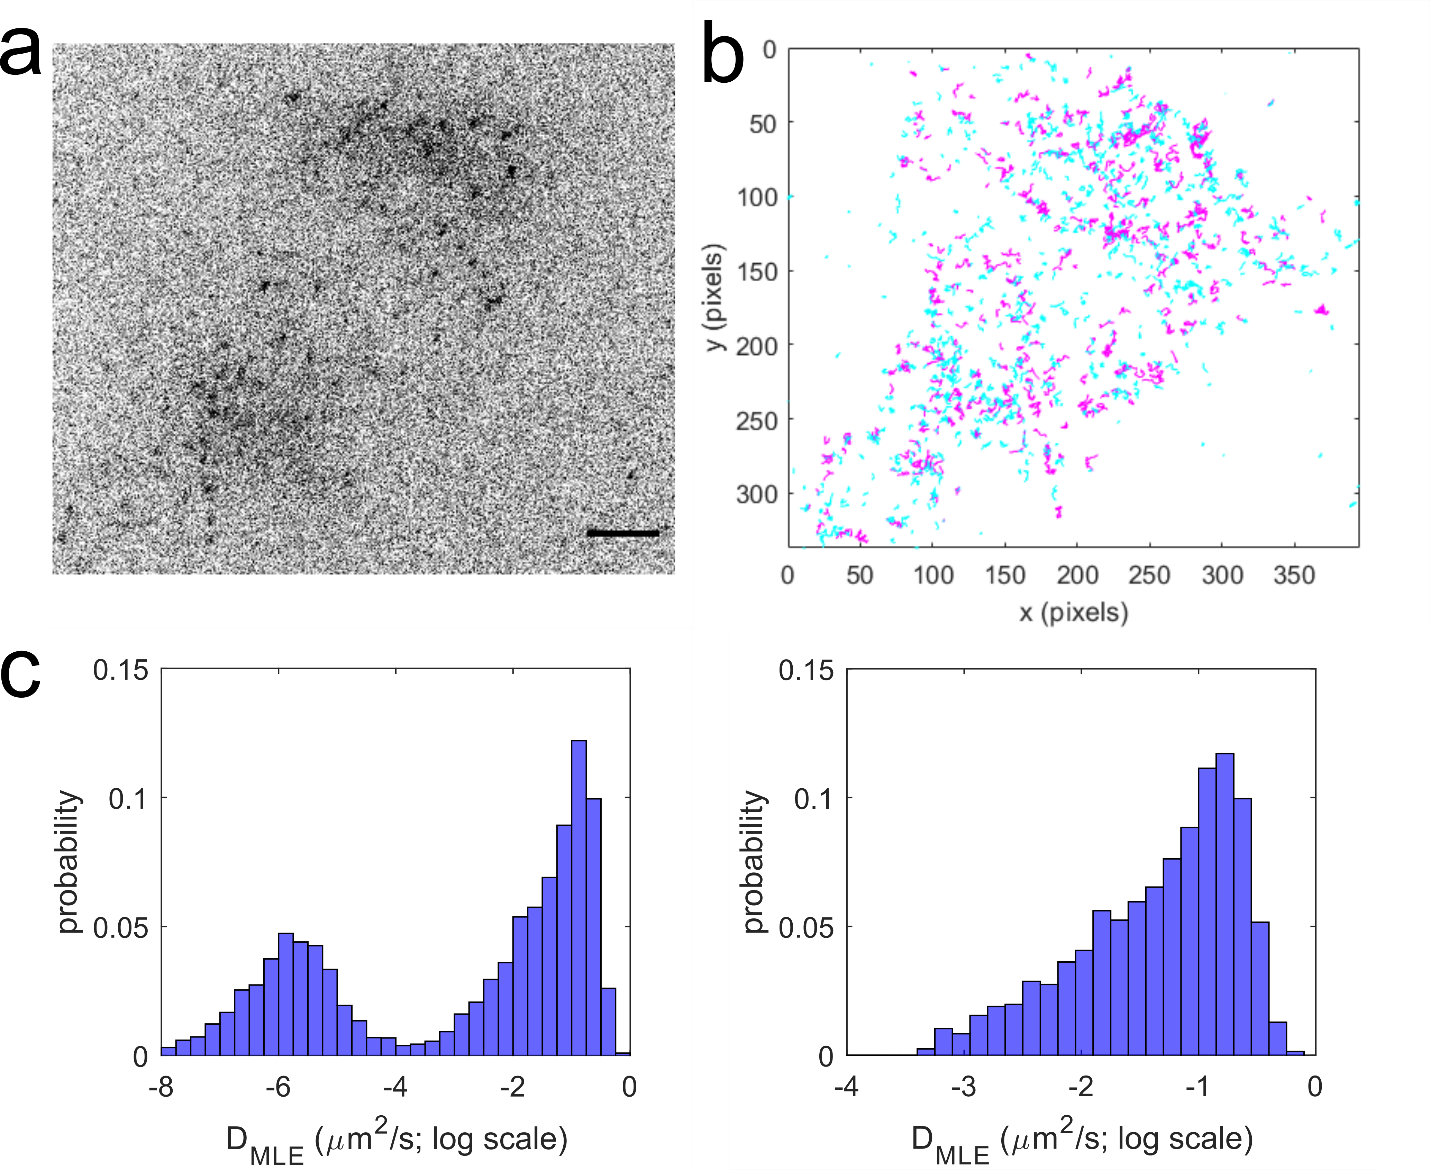 a
b
0
50
100
150
200
250
300
y (pixels)
0 50 100 150 200 250 300 350
x (pixels)
c
0.15
0.1
0.05
0
probability
-8 -6 -4 -2 0
D_MLE (μm²/s; log scale)
0.15
0.1
0.05
0
probability
-4 -3 -2 -1 0
D_MLE (μm²/s; log scale)